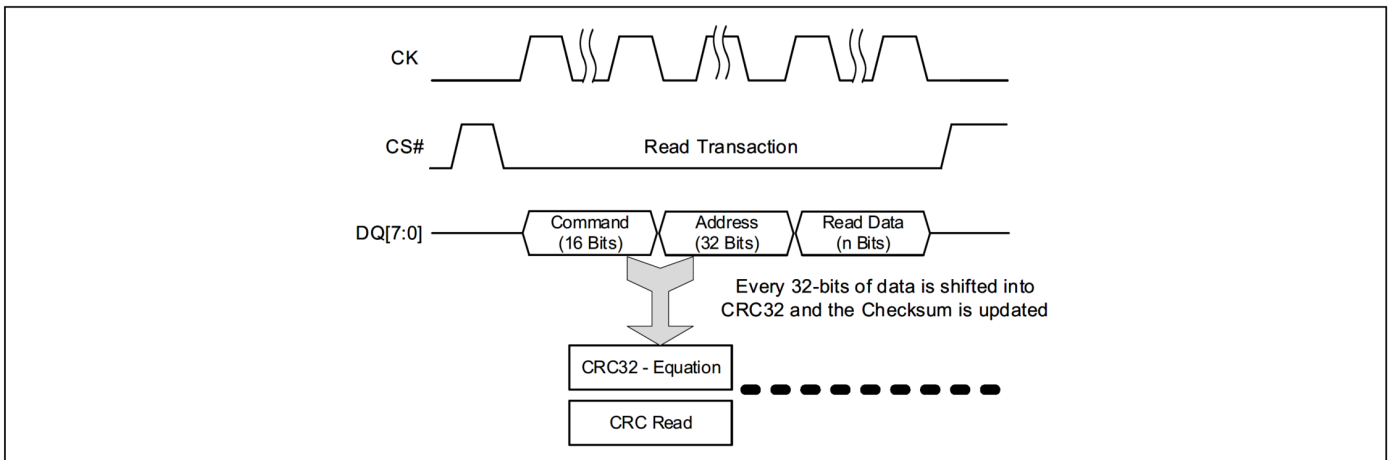 CK
CS#
Read Transaction
DQ[7:0]
Command
(16 Bits)
Address
(32 Bits)
Read Data
(n Bits)
Every 32-bits of data is shifted into
CRC32 and the Checksum is updated
CRC32 - Equation
CRC Read